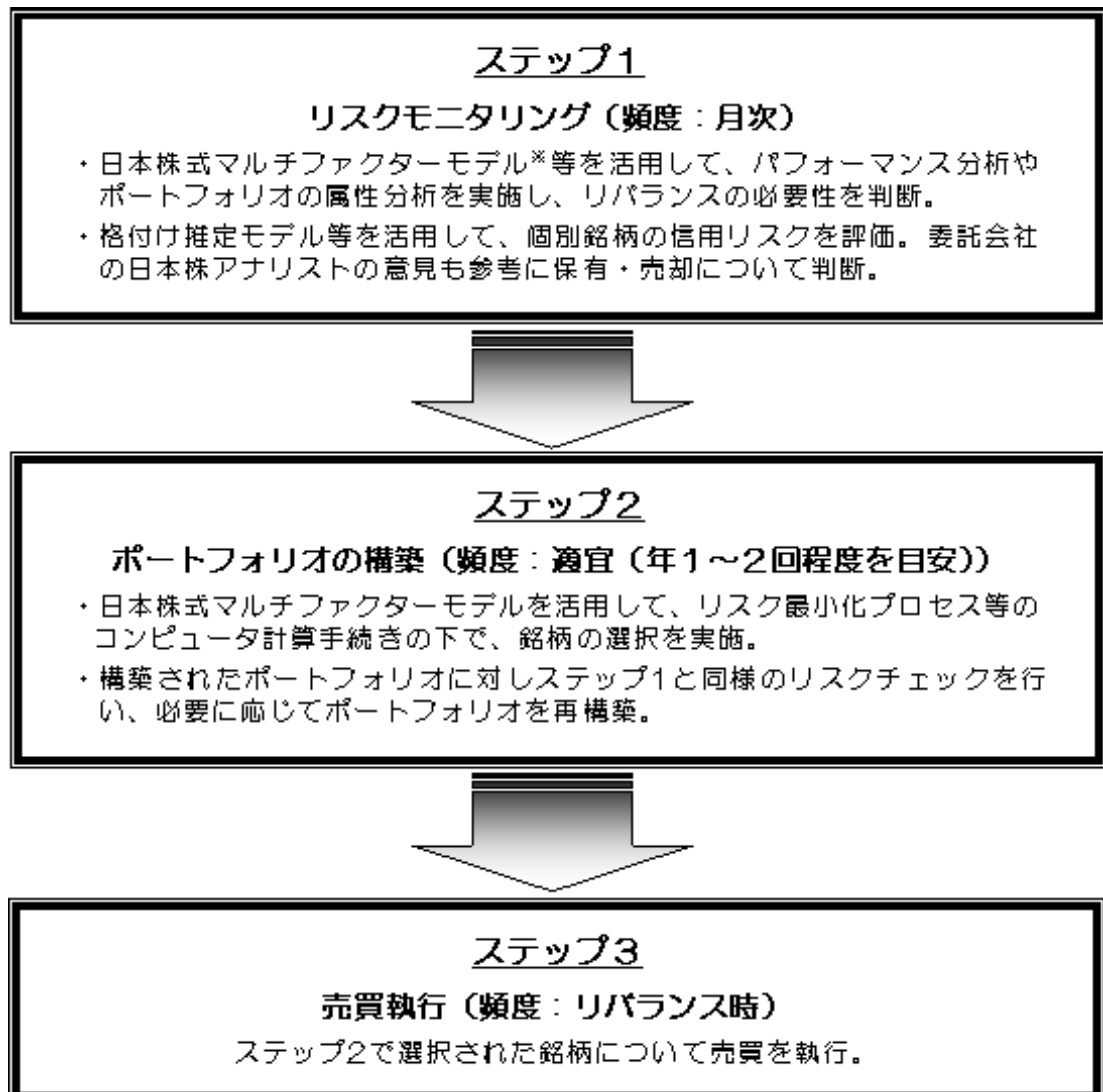 ステップ1
リスクモニタリング（頻度：月次）
・日本株式マルチファクターモデル※等を活用して、パフォーマンス分析や
ポートフォリオの属性分析を実施し、リバランスの必要性を判断。
・格付け推定モデル等を活用して、個別銘柄の信用リスクを評価。委託会社
の日本株アナリストの意見も参考に保有・売却について判断。
ステップ2
ポートフォリオの構築（頻度：適宜（年1～2回程度を目安））
・日本株式マルチファクターモデルを活用して、リスク最小化プロセス等の
コンピュータ計算手続きの下で、銘柄の選択を実施。
・構築されたポートフォリオに対しステップ1と同様のリスクチェックを行
い、必要に応じてポートフォリオを再構築。
ステップ3
売買執行（頻度：リバランス時）
ステップ2で選択された銘柄について売買を執行。